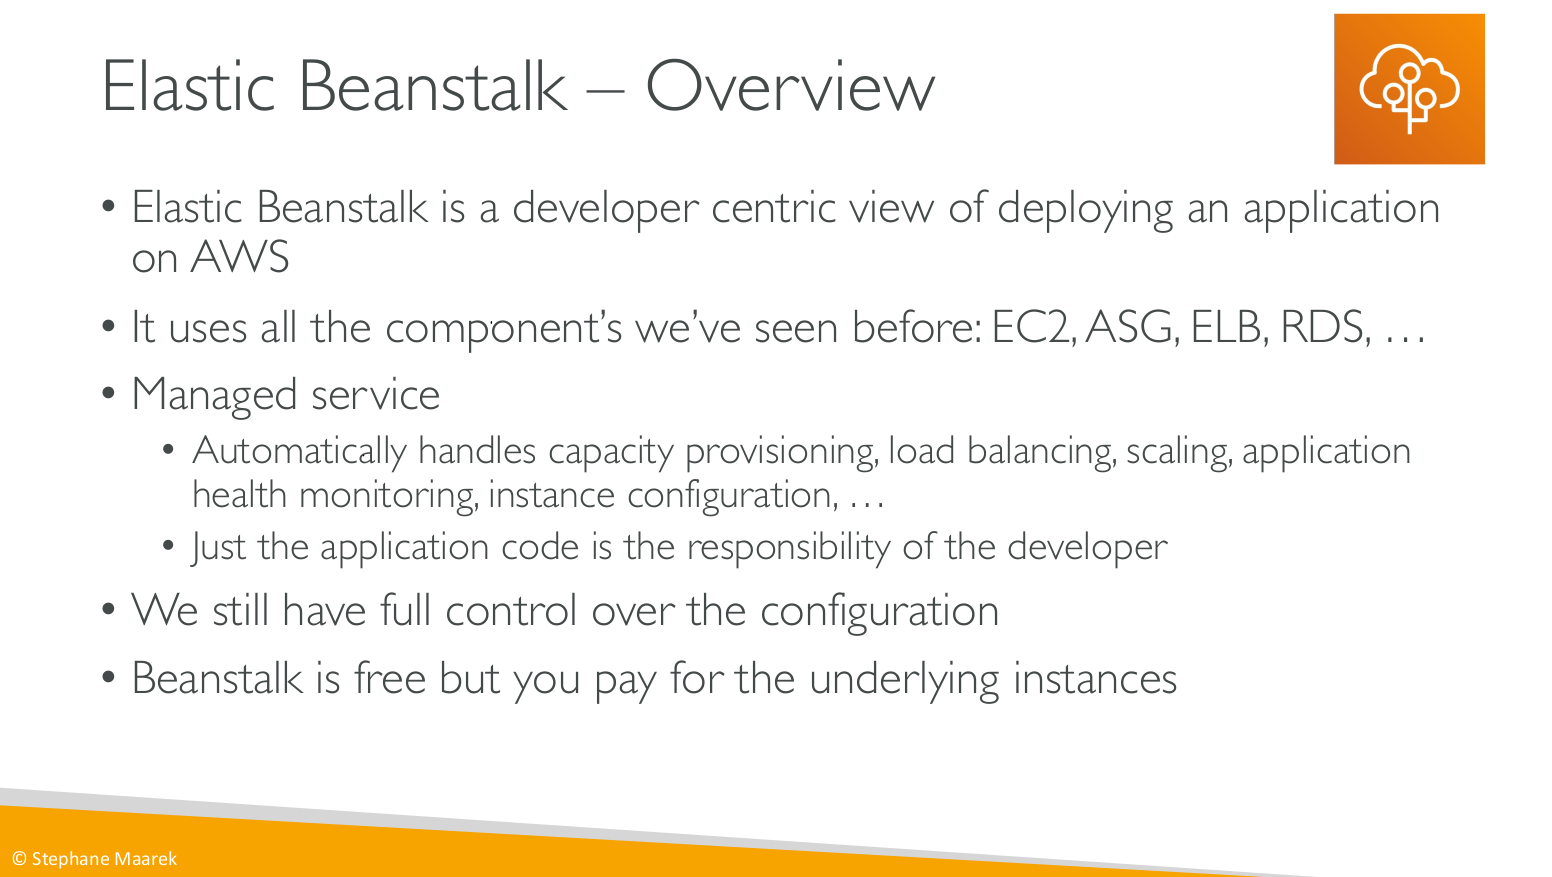 Elastic Beanstalk – Overview
• Elastic Beanstalk is a developer centric view of deploying an application
on AWS
• It uses all the component’s we’ve seen before: EC2, ASG, ELB, RDS, …
• Managed service
• Automatically handles capacity provisioning, load balancing, scaling, application
health monitoring, instance configuration, …
• Just the application code is the responsibility of the developer
• We still have full control over the configuration
• Beanstalk is free but you pay for the underlying instances
© Stephane Maarek